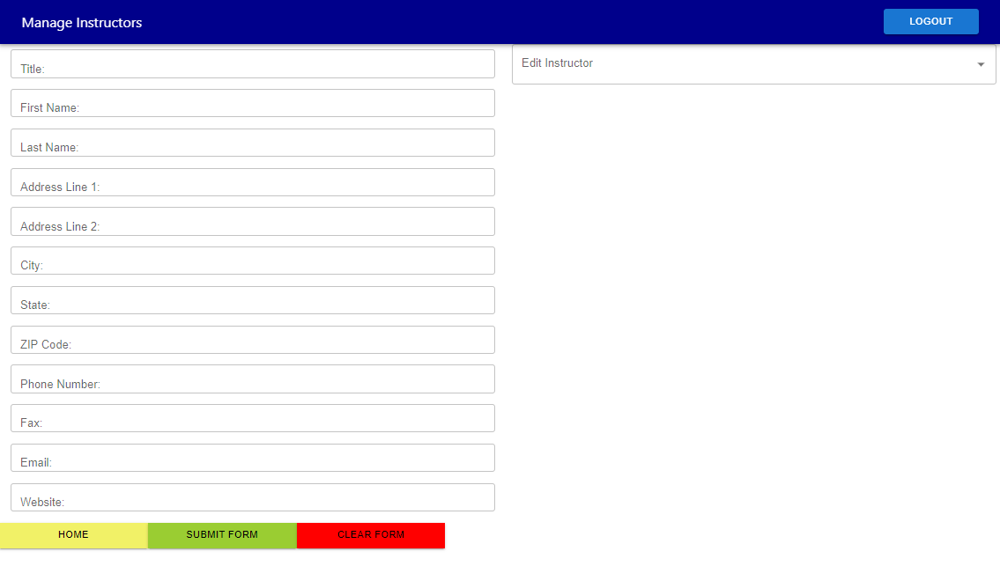 Manage Instructors
LOGOUT
Title:
Edit Instructor
First Name:
Last Name:
Address Line 1:
Address Line 2:
City:
State:
ZIP Code:
Phone Number:
Fax:
Email:
Website:
HOME
SUBMIT FORM
CLEAR FORM